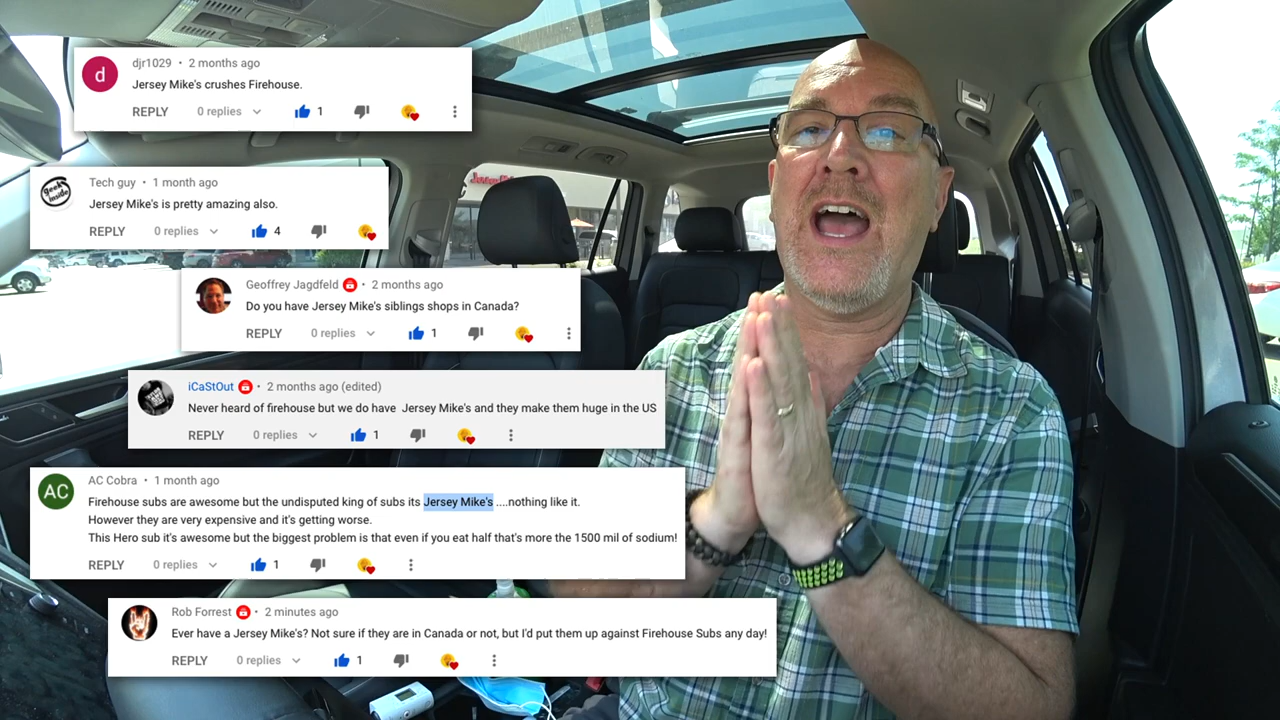 d
djr1029 • 2 months ago
Jersey Mike's crushes Firehouse.
REPLY 0 replies 1
Geek inside
Tech guy • 1 month ago
Jersey Mike's is pretty amazing also.
REPLY 0 replies 4
Geoffrey Jagdfeld • 2 months ago
Do you have Jersey Mike's siblings shops in Canada?
REPLY 0 replies 1
iCaStOut • 2 months ago (edited)
Never heard of firehouse but we do have Jersey Mike's and they make them huge in the US
REPLY 0 replies 1
AC
AC Cobra • 1 month ago
Firehouse subs are awesome but the undisputed king of subs its Jersey Mike's ....nothing like it.
However they are very expensive and it's getting worse.
This Hero sub it's awesome but the biggest problem is that even if you eat half that's more the 1500 mil of sodium!
REPLY 0 replies 1
Rob Forrest • 2 minutes ago
Ever have a Jersey Mike's? Not sure if they are in Canada or not, but I'd put them up against Firehouse Subs any day!
REPLY 0 replies 1